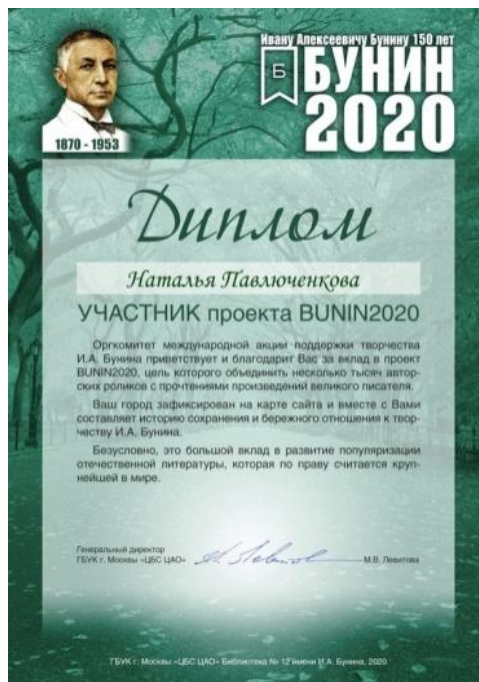 Ивану Алексеевичу Бунину 150 лет
Б
БУНИН
2020
1870 - 1953
Диплом
Наталья Павлюченкова
УЧАСТНИК проекта BUNIN2020
Оргкомитет международной акции поддержки творчества
И.А. Бунина приветствует и благодарит Вас за вклад в проект
BUNIN2020, цель которого объединить несколько тысяч автор-
ских роликов с прочтениями произведений великого писателя.
Ваш город зафиксирован на карте сайта и вместе с Вами
составляет историю сохранения и бережного отношения к твор-
честву И.А. Бунина.
Безусловно, это большой вклад в развитие популяризации
отечественной литературы, которая по праву считается круп-
нейшей в мире.
Генеральный директор
ГБУК г. Москвы «ЦБС ЦАО»
М. Левитова
М.В. Левитова
ГБУК г. Москвы «ЦБС ЦАО» Библиотека № 12 имени И.А. Бунина, 2020